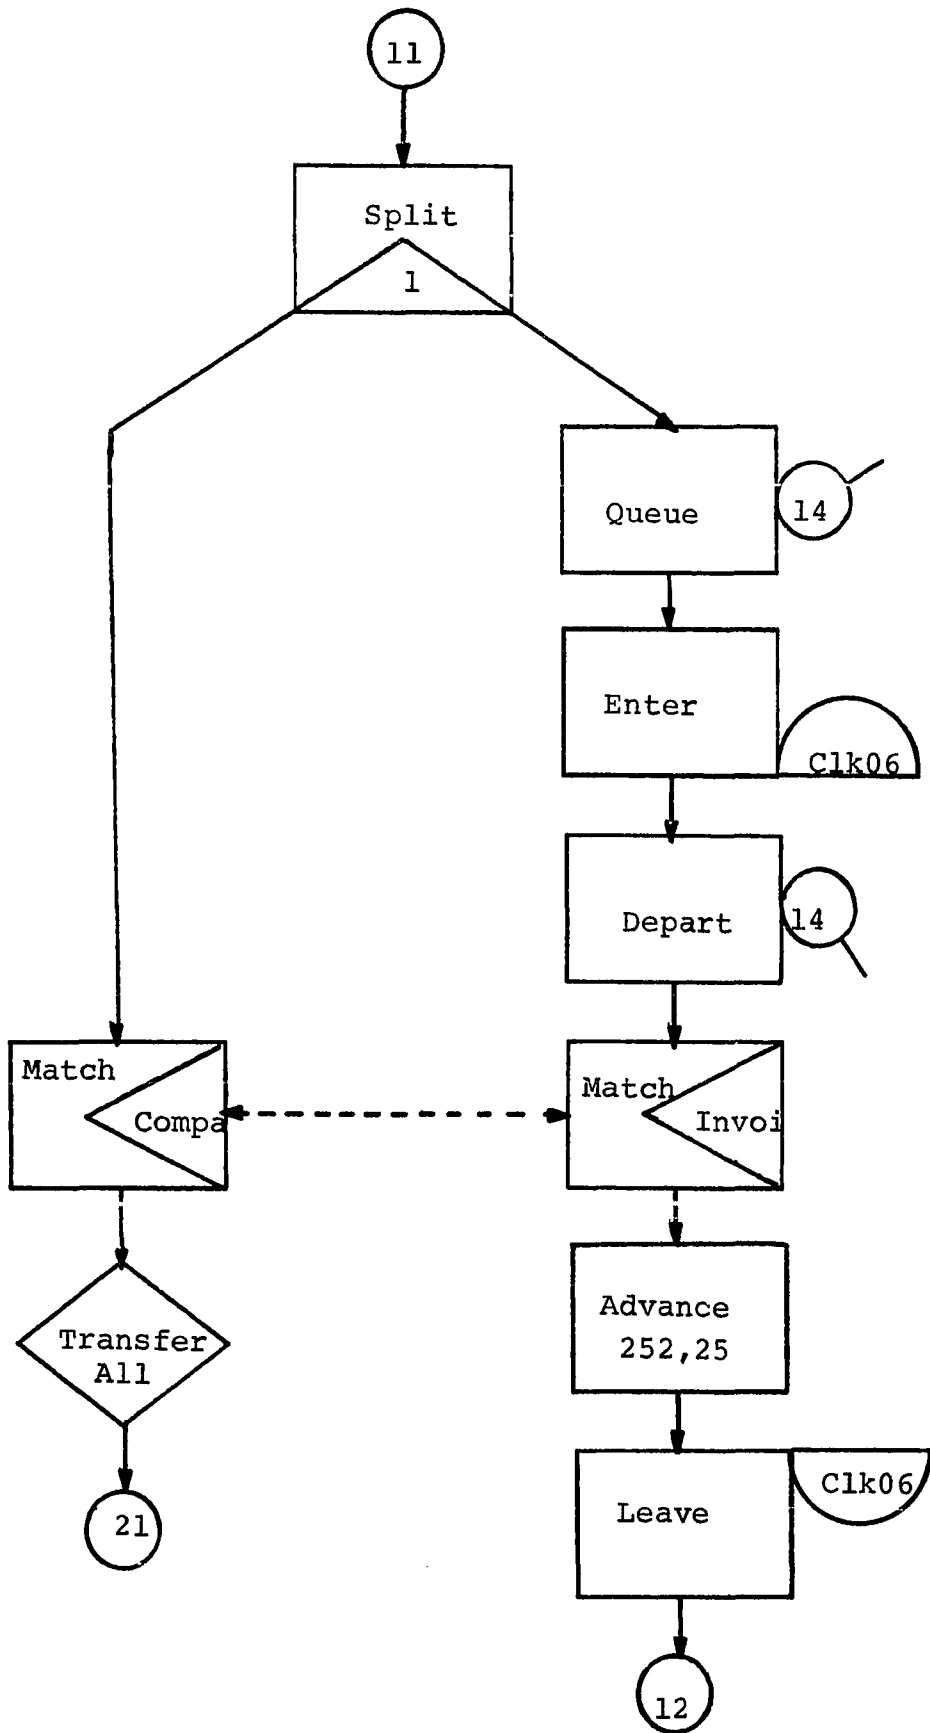 11
Split
1
Queue
14
Enter
Clk06
Depart
14
Match
Compa
Match
Invoi
Advance
252,25
Transfer
All
Leave
Clk06
21
12